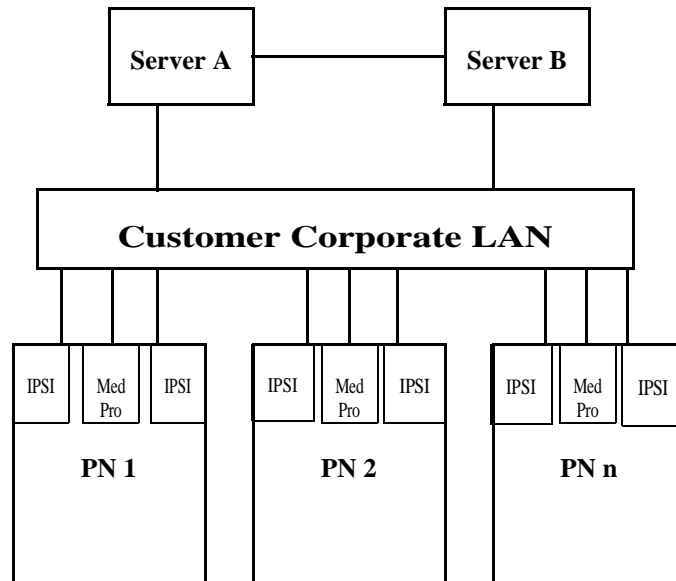 Server A
Server B
Customer Corporate LAN
IPSI
Med
Pro
IPSI
IPSI
Med
Pro
IPSI
IPSI
Med
Pro
IPSI
PN 1
PN 2
PN n